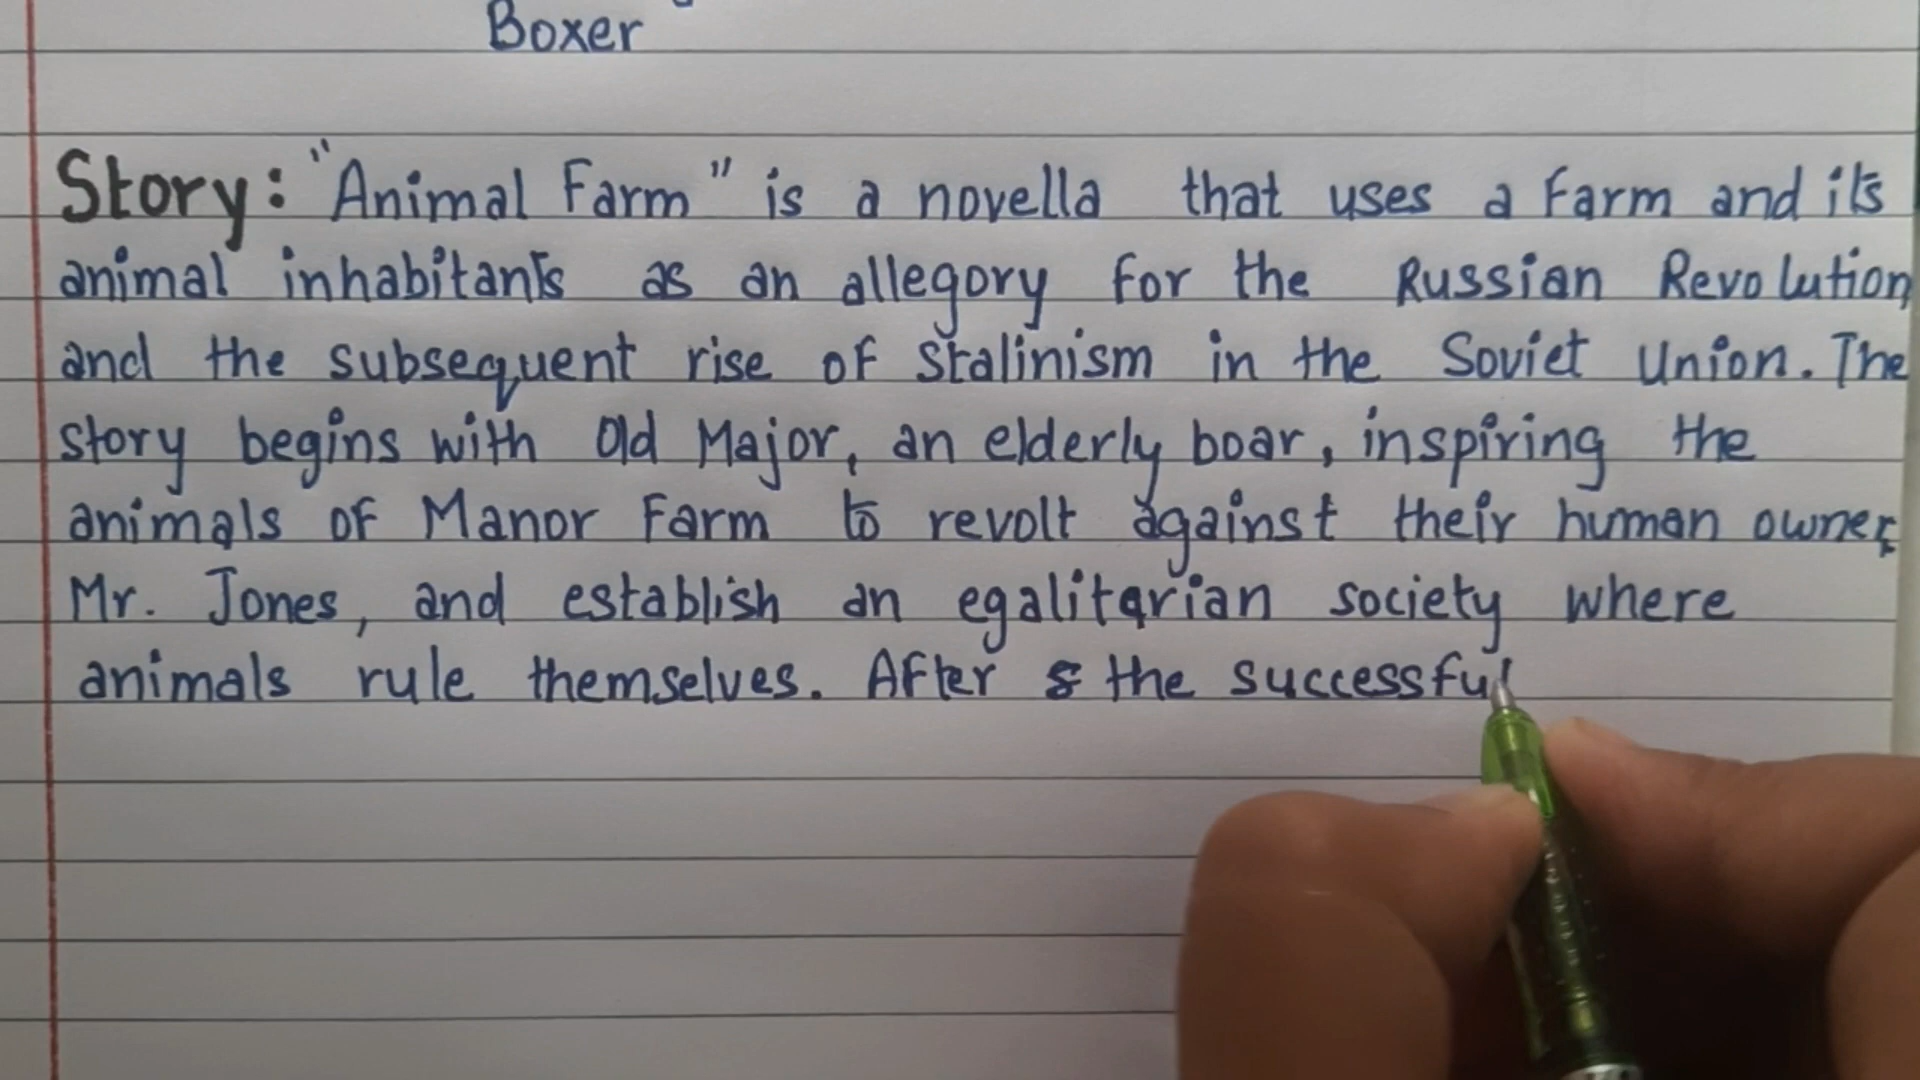 Boxer
Story: "Animal Farm" is a novella that uses a Farm and its
animal inhabitants as an allegory for the Russian Revolution
and the subsequent rise of Stalinism in the Soviet Union. The
story begins with Old Major, an elderly boar, inspiring the
animals of Manor Farm to revolt against their human owner,
Mr. Jones, and establish an egalitarian society where
animals rule themselves. After the successful